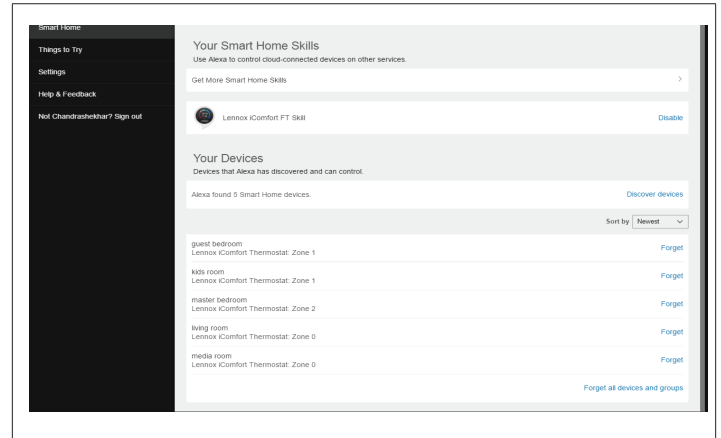 Smart Home
Things to Try
Settings
Help & Feedback
Not Chandrashekhar? Sign out
Your Smart Home Skills
Use Alexa to control cloud-connected devices on other services.
Get More Smart Home Skills
Lennox iComfort FT Skill
Disable
Your Devices
Devices that Alexa has discovered and can control.
Alexa found 5 Smart Home devices.
Discover devices
Sort by Newest
guest bedroom
Forget
Lennox iComfort Thermostat: Zone 1
kids room
Forget
Lennox iComfort Thermostat: Zone 1
master bedroom
Forget
Lennox iComfort Thermostat: Zone 2
living room
Forget
Lennox iComfort Thermostat: Zone 0
media room
Forget
Lennox iComfort Thermostat: Zone 0
Forget all devices and groups